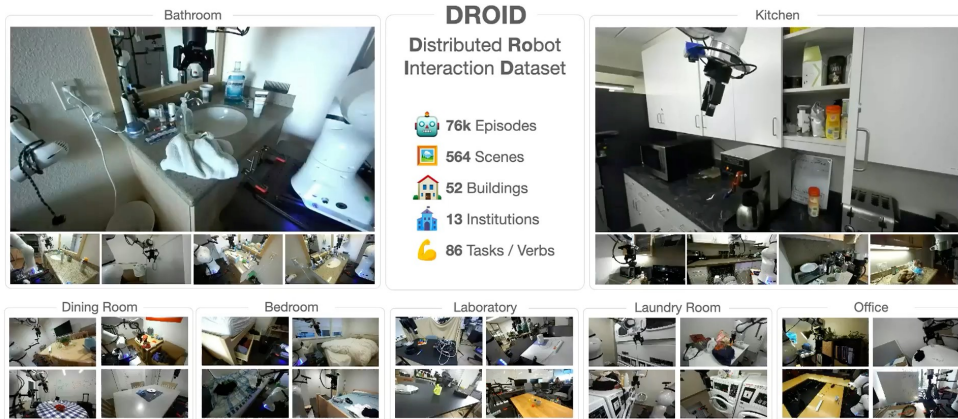 Bathroom
DROID
Distributed Robot
Interaction Dataset
76k Episodes
564 Scenes
52 Buildings
13 Institutions
86 Tasks / Verbs
Kitchen
Dining Room
Bedroom
Laboratory
Laundry Room
Office